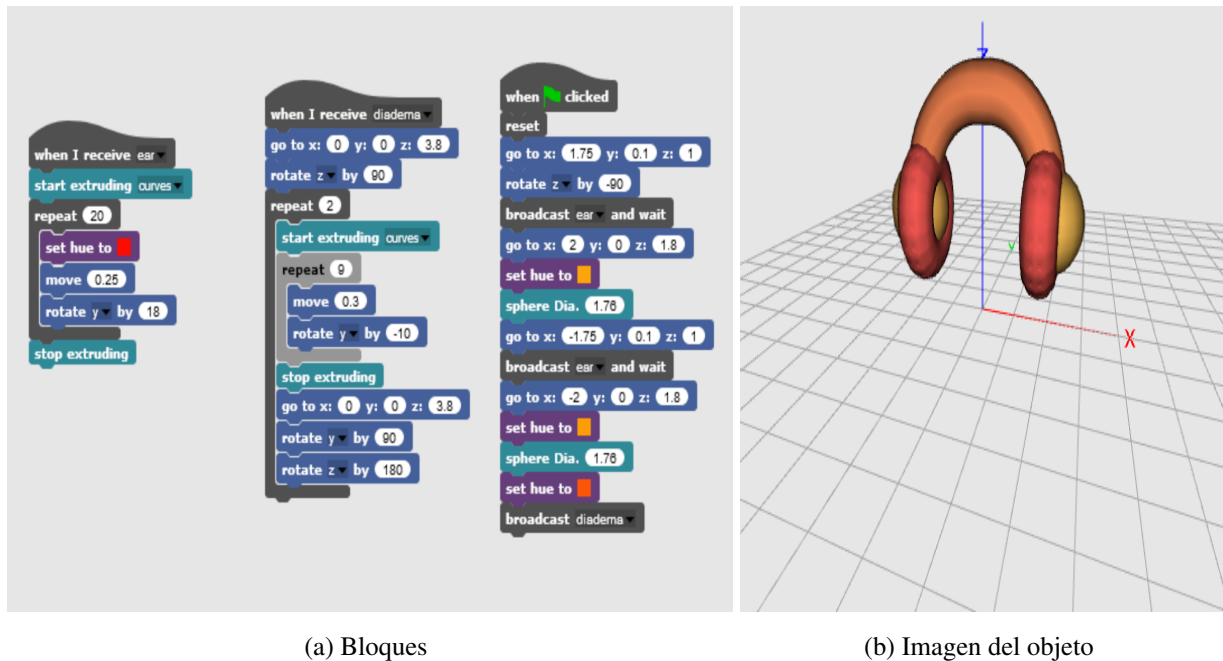 when I receive ear
start extruding curves
repeat 20
set hue to
move 0.25
rotate y by 18
stop extruding
when I receive diadema
go to x: 0 y: 0 z: 3.8
rotate z by 90
repeat 2
start extruding curves
repeat 9
move 0.3
rotate y by -10
stop extruding
go to x: 0 y: 0 z: 3.8
rotate y by 90
rotate z by 180
when clicked
reset
go to x: 1.75 y: 0.1 z: 1
rotate z by -90
broadcast ear and wait
go to x: 2 y: 0 z: 1.8
set hue to
sphere Dia. 1.76
go to x: -1.75 y: 0.1 z: 1
broadcast ear and wait
go to x: -2 y: 0 z: 1.8
set hue to
sphere Dia. 1.76
set hue to
broadcast diadema
Z
Y
X
(a) Bloques
(b) Imagen del objeto